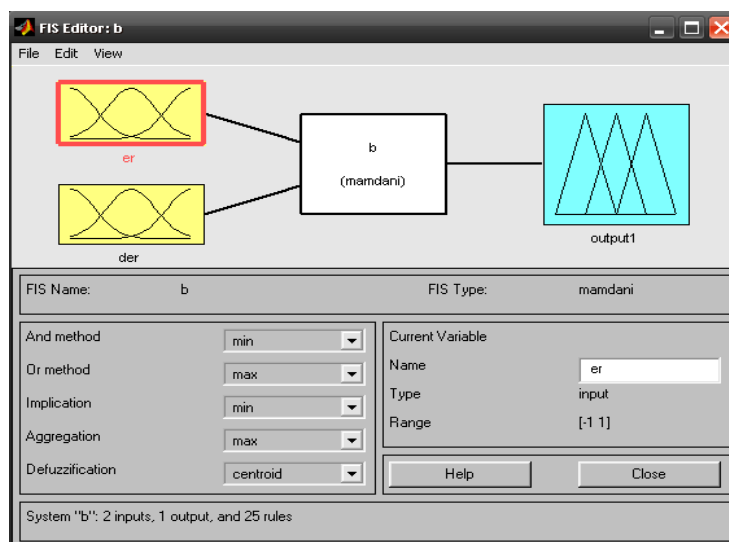 FIS Editor: b
File Edit View
er
der
b
(mamdani)
output1
FIS Name: b FIS Type: mamdani
And method min
Or method max
Implication min
Aggregation max
Defuzzification centroid
Current Variable
Name er
Type input
Range [-1 1]
Help Close
System "b": 2 inputs, 1 output, and 25 rules